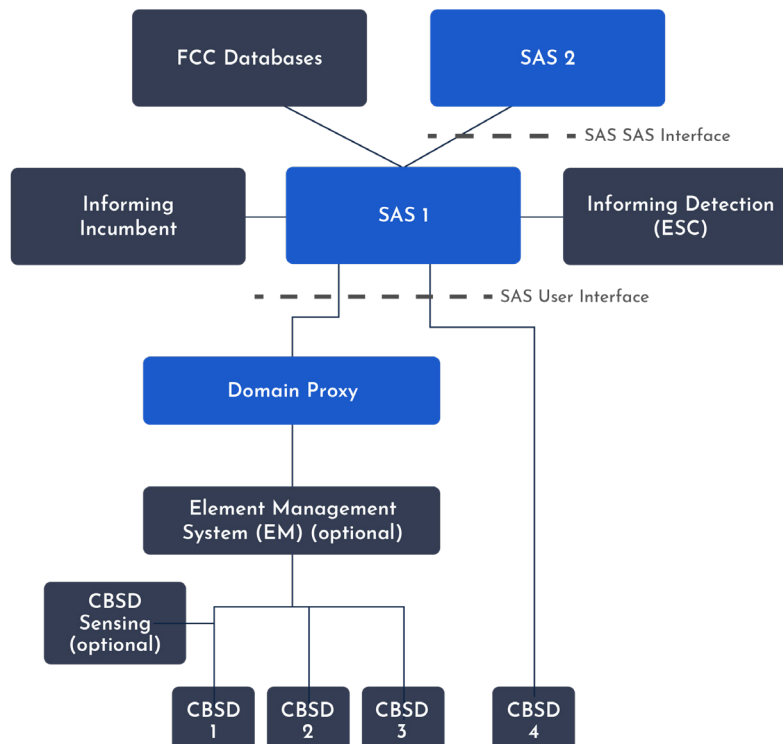 FCC Databases
SAS 2
SAS SAS Interface
Informing
Incumbent
SAS 1
Informing Detection
(ESC)
SAS User Interface
Domain Proxy
Element Management
System (EM) (optional)
CBSD
Sensing
(optional)
CBSD
1
CBSD
2
CBSD
3
CBSD
4